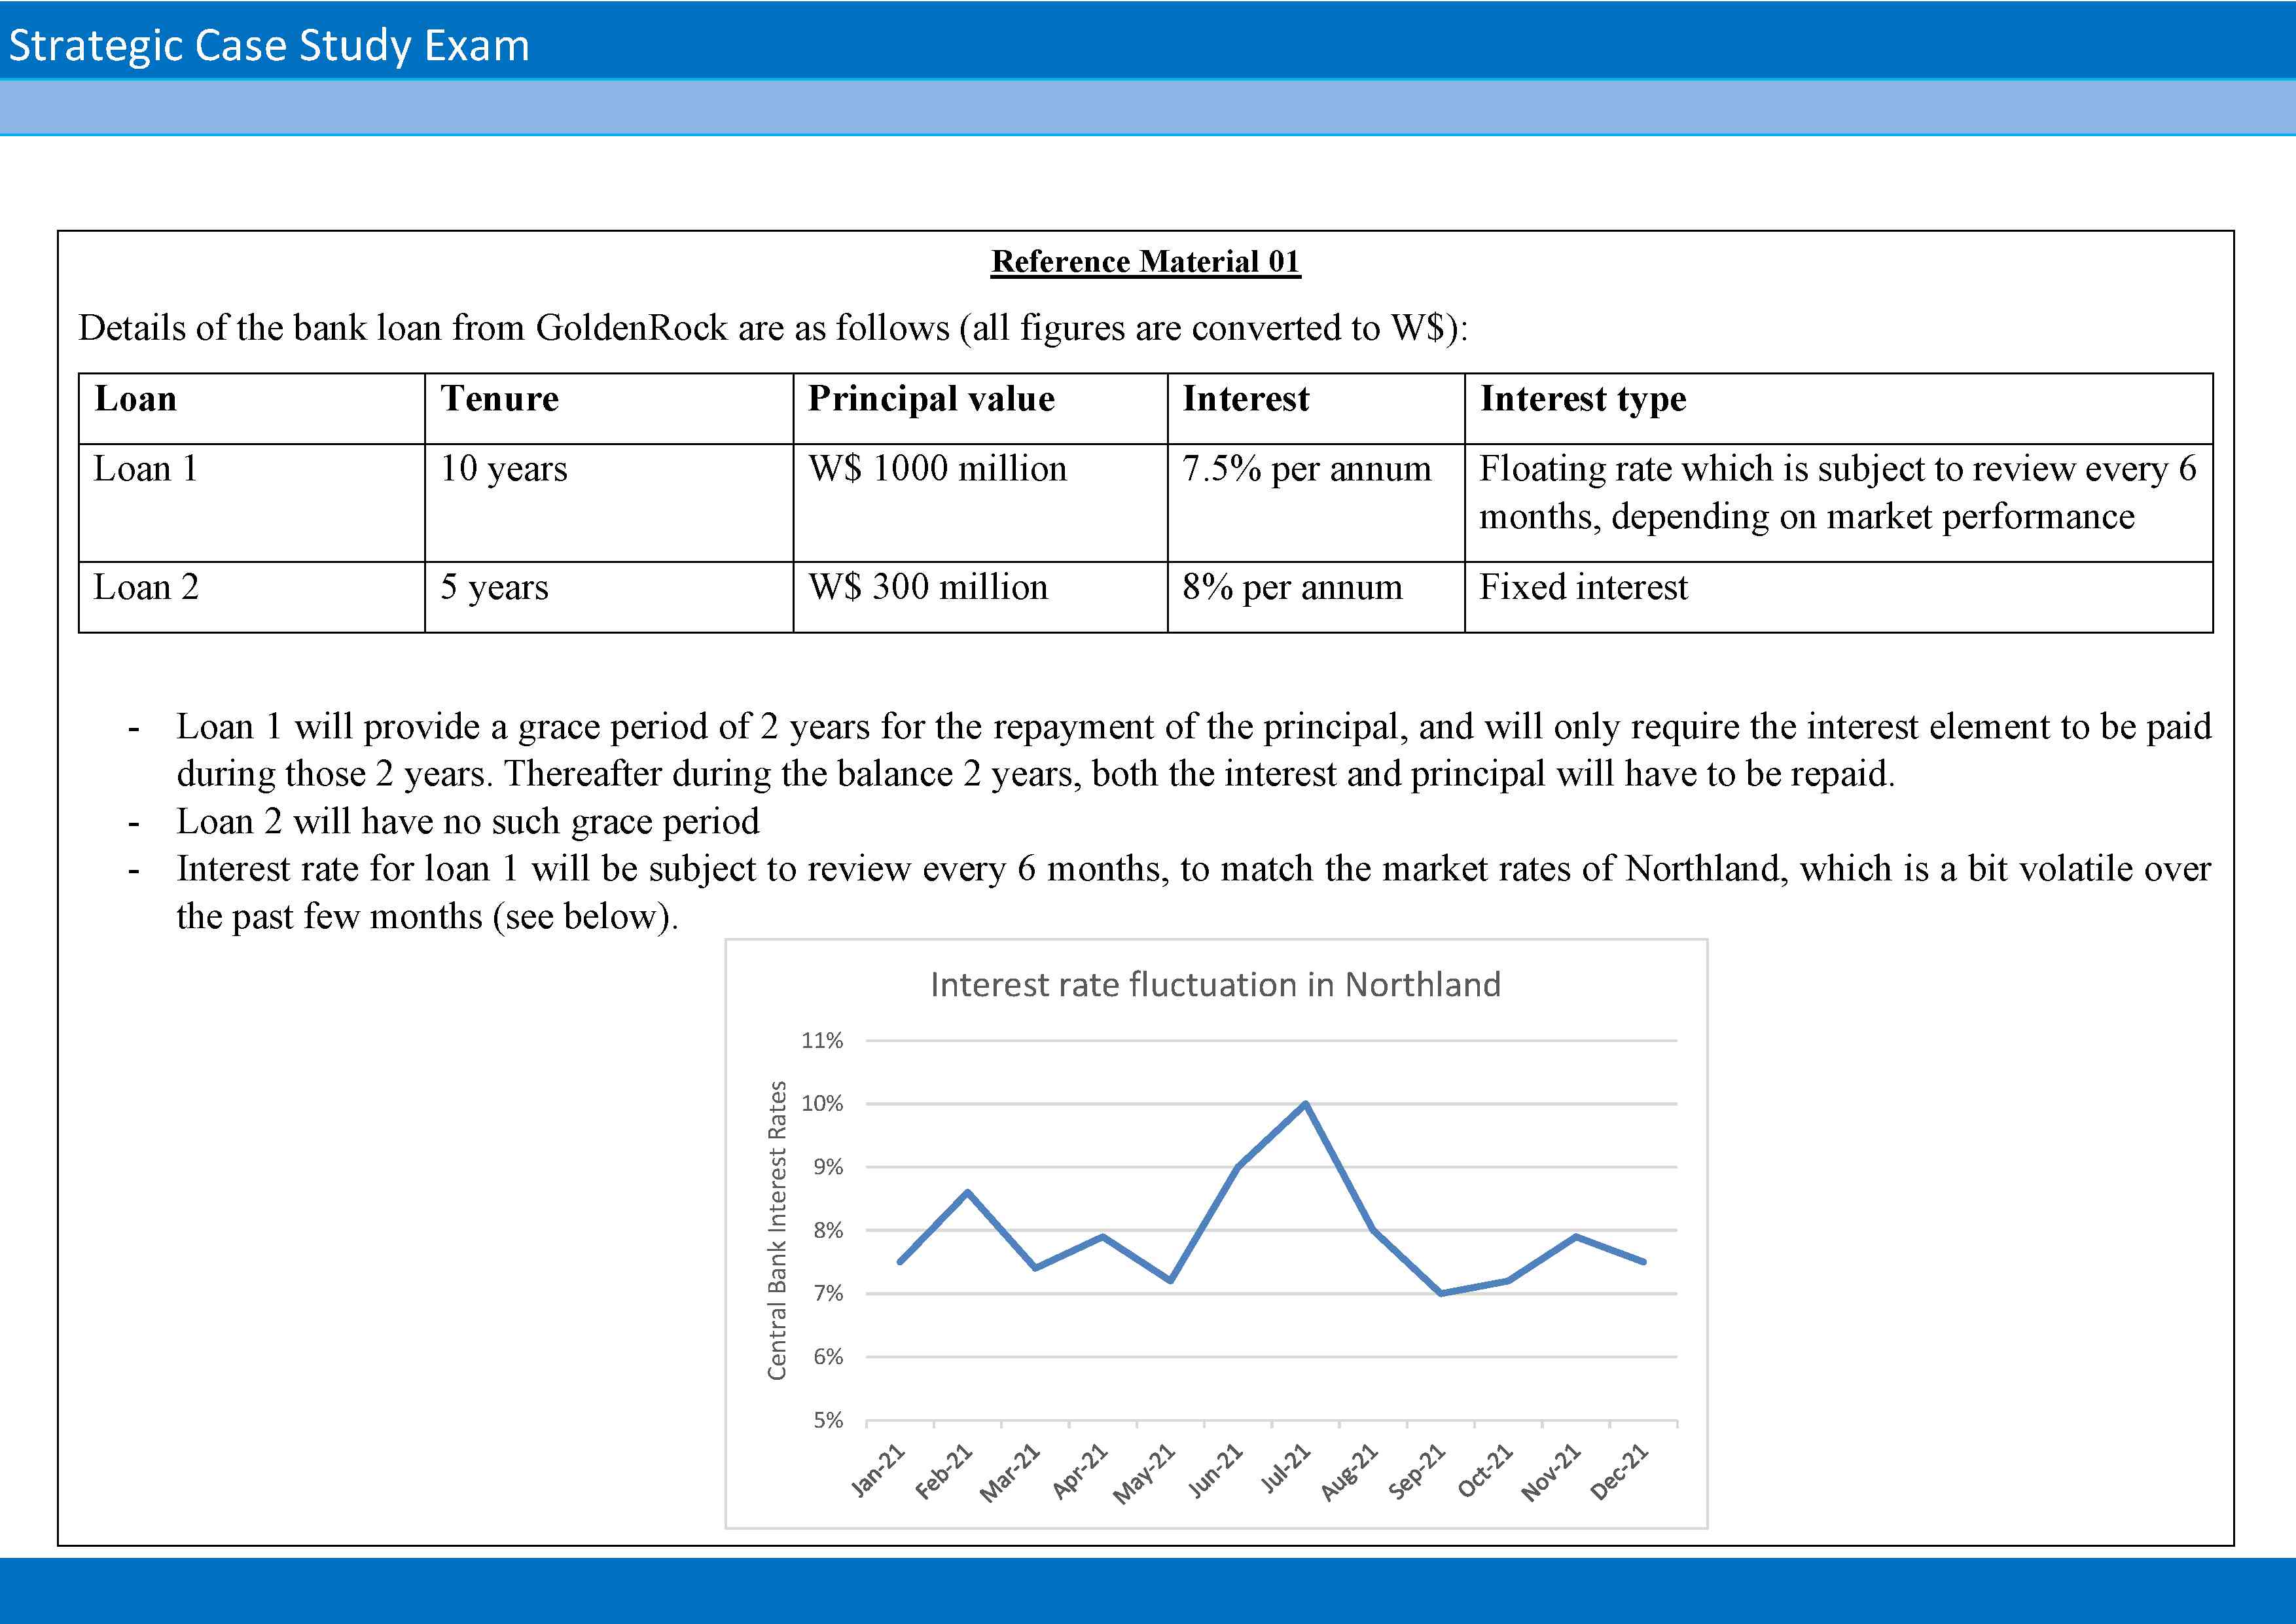 Strategic Case Study Exam
Reference Material 01
Details of the bank loan from GoldenRock are as follows (all figures are converted to W$):
Loan Tenure Principal value Interest Interest type
Loan 1 10 years W$ 1000 million 7.5% per annum Floating rate which is subject to review every 6
months, depending on market performance
Loan 2 5 years W$ 300 million 8% per annum Fixed interest
- Loan 1 will provide a grace period of 2 years for the repayment of the principal, and will only require the interest element to be paid
during those 2 years. Thereafter during the balance 2 years, both the interest and principal will have to be repaid.
- Loan 2 will have no such grace period
- Interest rate for loan 1 will be subject to review every 6 months, to match the market rates of Northland, which is a bit volatile over
the past few months (see below).
Interest rate fluctuation in Northland
Central Bank Interest Rates
11%
10%
9%
8%
7%
6%
5%
Jan-21 Feb-21 Mar-21 Apr-21 May-21 Jun-21 Jul-21 Aug-21 Sep-21 Oct-21 Nov-21 Dec-21